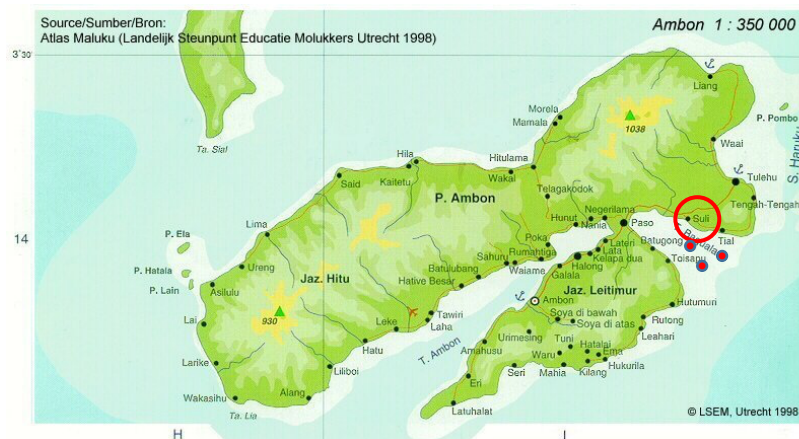 Source/Sumber/Bron:
Atlas Maluku (Landelijk Steunpunt Educatie Molukkers Utrecht 1998)
Ambon 1 : 350 000
3°30'
Liang
Morela
Mamala
1038
P. Pombo
Ta. Sial
Waai
S. Haruku
Hila
Hitulama
Kaitetu
Wakal
Tulehu
Said
Telagakodok
P. Ambon
Tengah-Tengah
Negerilama
Hunut
Nania
Paso
Suli
Lima
Tial
14
Poka
Lateri
Batugong
P. Ela
Rumahtiga
Lata
Toisapu
Sahuru
Kelapa dua
Waiame
Halong
Ureng
Batulubang
Galala
P. Hatala
Jaz. Hitu
Hative Besar
Jaz. Leitimur
P. Lain
Asilulu
Ambon
Hutumuri
Tawiri
Soya di bawah
Rutong
Lai
930
Leke
Laha
Soya di atas
Urimesing
Leahari
Hatu
T. Ambon
Amahusu
Tuni
Hatalai
Waru
Ema
Larike
Liliboi
Seri
Mahia
Kilang
Hukurila
Eri
Wakasihu
Alang
Latuhalat
Ta. Lia
© LSEM, Utrecht 1998
H
I